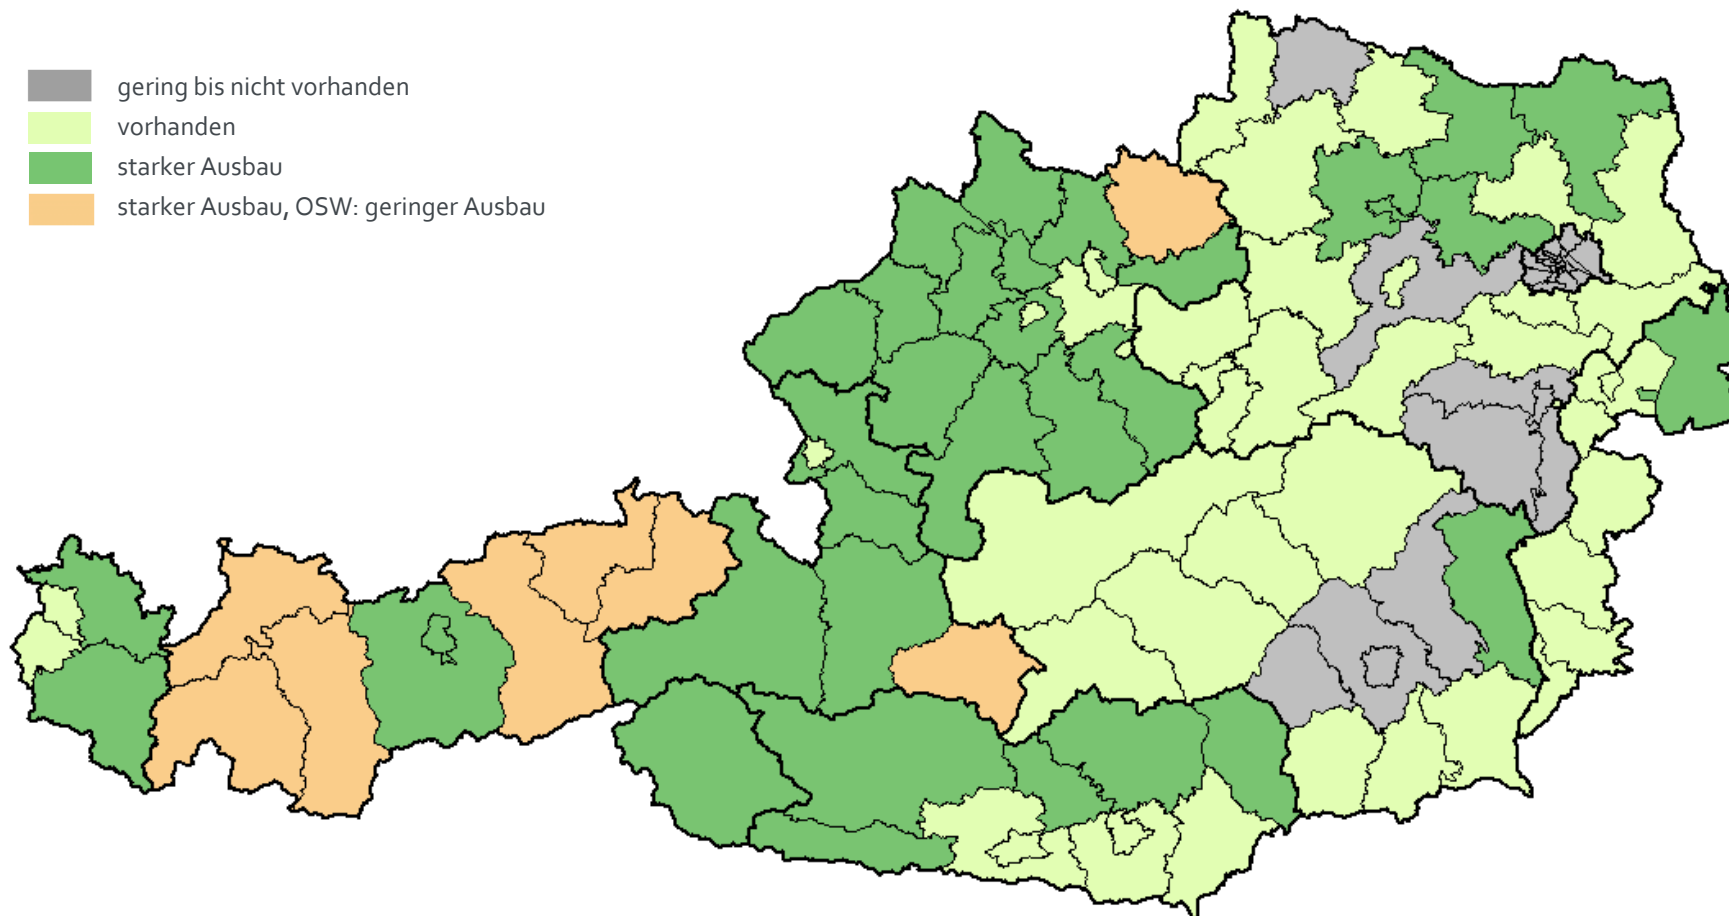 gering bis nicht vorhanden
vorhanden
starker Ausbau
starker Ausbau, OSW: geringer Ausbau